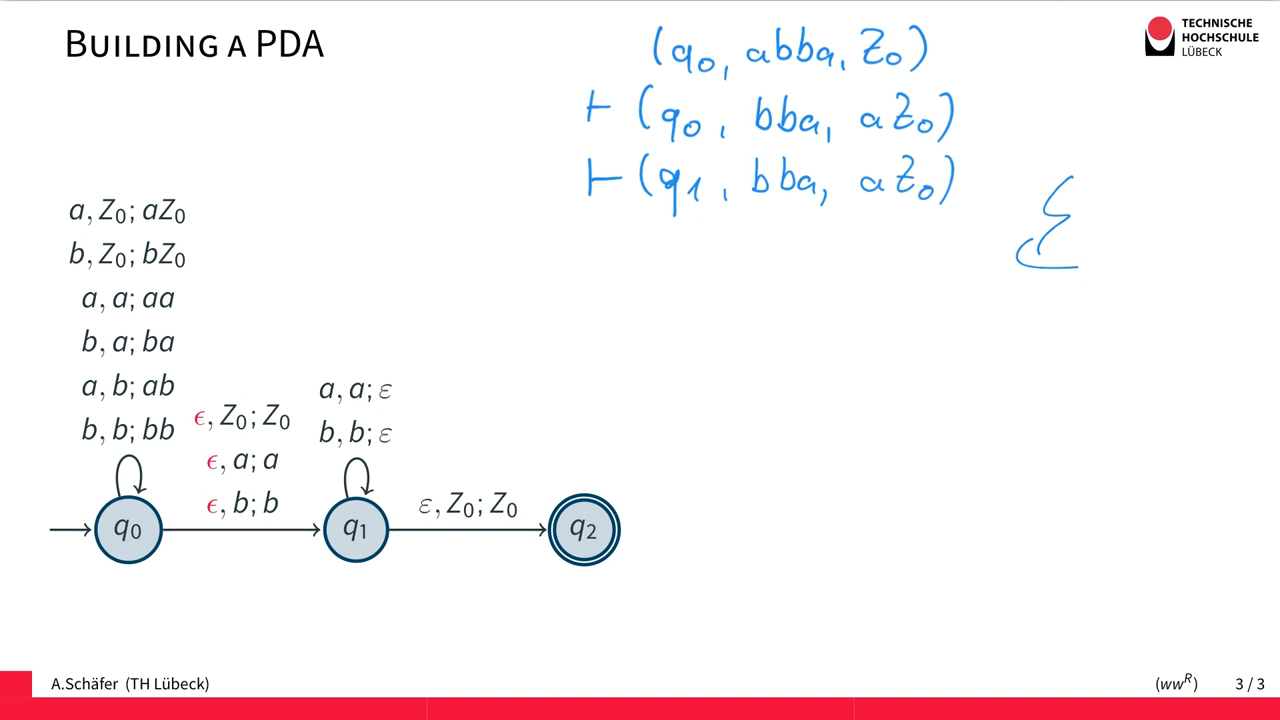 BUILDING A PDA
TECHNISCHE
HOCHSCHULE
LÜBECK
(q₀, abba, Z₀)
⊢ (q₀, bba, aZ₀)
⊢ (q₁, bba, aZ₀)
a, Z₀; aZ₀
b, Z₀; bZ₀
a, a; aa
b, a; ba
a, b; ab
b, b; bb
ϵ, Z₀; Z₀
ϵ, a; a
ϵ, b; b
a, a; ε
b, b; ε
ε, Z₀; Z₀
q₀
q₁
q₂
A.Schäfer (TH Lübeck)
(wwᴿ)
3 / 3